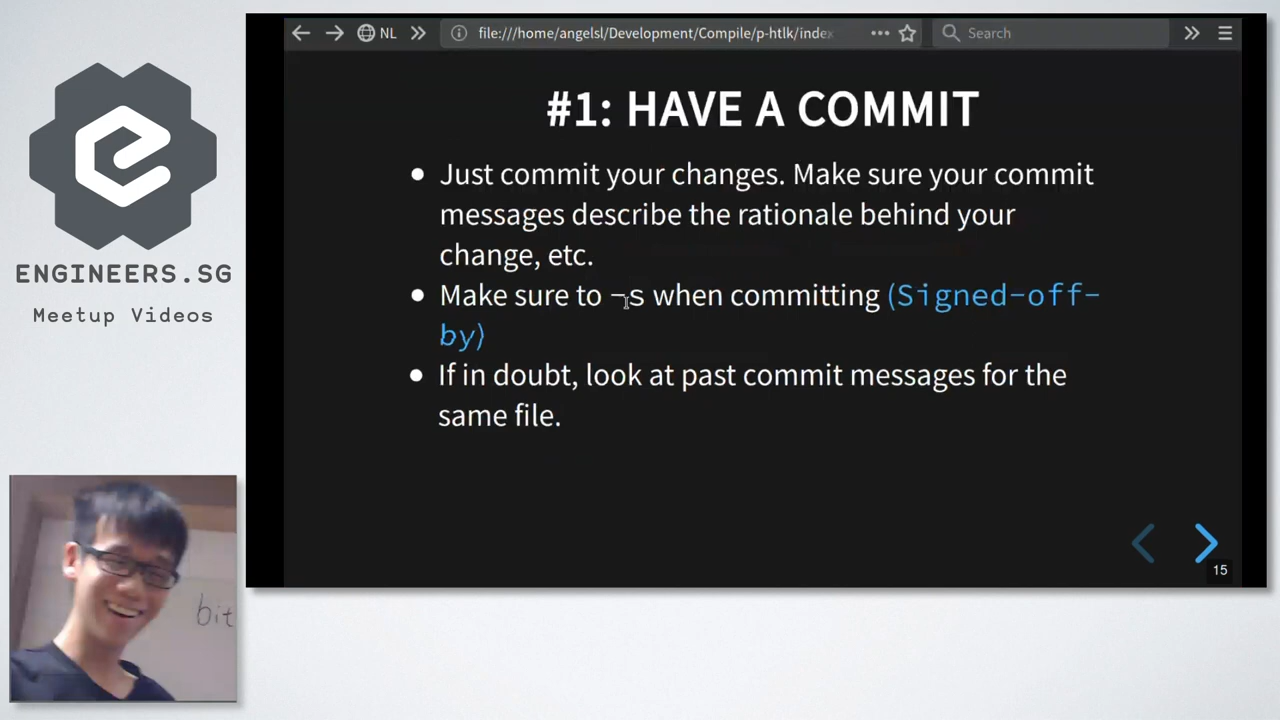 NL
file:///home/angelsl/Development/Compile/p-htlk/index
Search
#1: HAVE A COMMIT
• Just commit your changes. Make sure your commit
messages describe the rationale behind your
change, etc.
• Make sure to -s when committing (Signed-off-
by)
• If in doubt, look at past commit messages for the
same file.
15
ENGINEERS.SG
Meetup Videos
bit